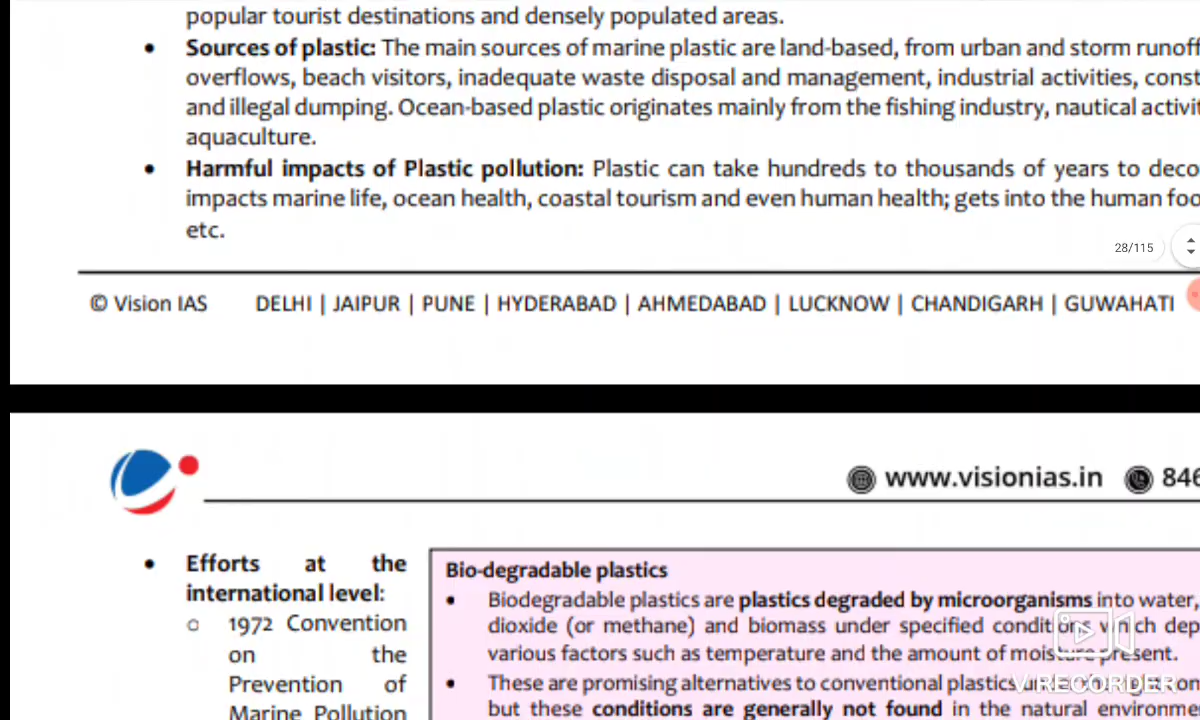 popular tourist destinations and densely populated areas.
• Sources of plastic: The main sources of marine plastic are land-based, from urban and storm runoff
overflows, beach visitors, inadequate waste disposal and management, industrial activities, const
and illegal dumping. Ocean-based plastic originates mainly from the fishing industry, nautical activit
aquaculture.
• Harmful impacts of Plastic pollution: Plastic can take hundreds to thousands of years to deco
impacts marine life, ocean health, coastal tourism and even human health; gets into the human foo
etc.
28/115
© Vision IAS DELHI | JAIPUR | PUNE | HYDERABAD | AHMEDABAD | LUCKNOW | CHANDIGARH | GUWAHATI
www.visionias.in 846
• Efforts at the
international level:
o 1972 Convention
on the
Prevention of
Marine Pollution
Bio-degradable plastics
• Biodegradable plastics are plastics degraded by microorganisms into water,
dioxide (or methane) and biomass under specified conditions which dep
various factors such as temperature and the amount of moisture present.
• These are promising alternatives to conventional plastics
but these conditions are generally not found in the natural environme
V RECORDER